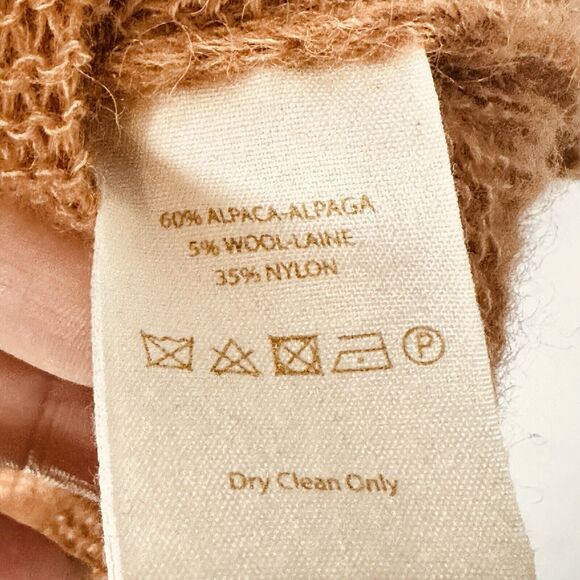 60% ALPACA-ALPAGA
5% WOOL-LAINE
35% NYLON
P
Dry Clean Only